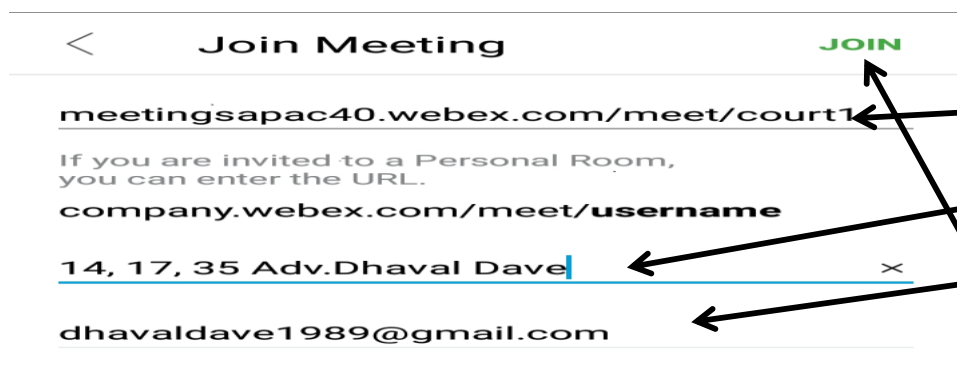 < Join Meeting JOIN
meetingsapac40.webex.com/meet/court1
If you are invited to a Personal Room,
you can enter the URL.
company.webex.com/meet/username
14, 17, 35 Adv.Dhaval Dave ×
dhavaldave1989@gmail.com